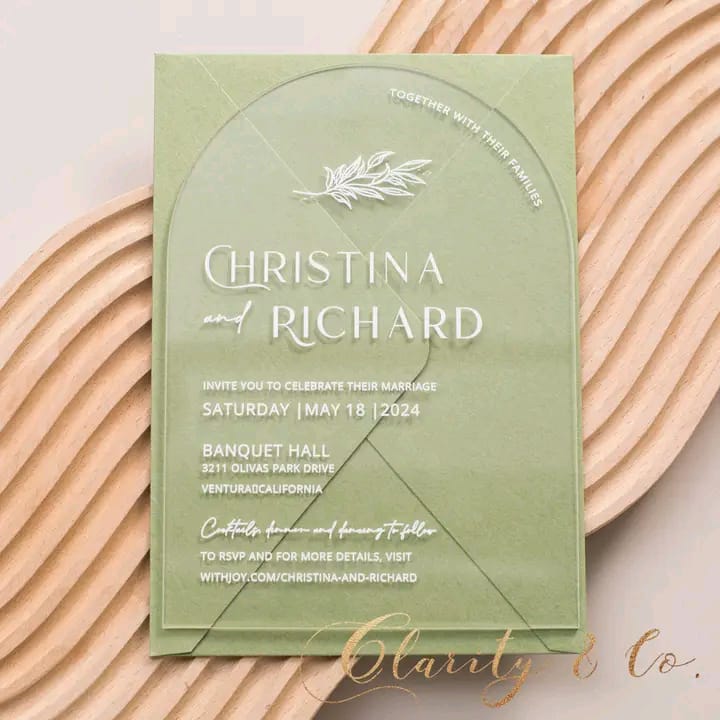 TOGETHER WITH THEIR FAMILIES
CHRISTINA
and RICHARD
INVITE YOU TO CELEBRATE THEIR MARRIAGE
SATURDAY |MAY 18 |2024
BANQUET HALL
3211 OLIVAS PARK DRIVE
VENTURA▯CALIFORNIA
Cocktails, dinner and dancing to follow
TO RSVP AND FOR MORE DETAILS, VISIT
WITHJOY.COM/CHRISTINA-AND-RICHARD
Clarity & Co.